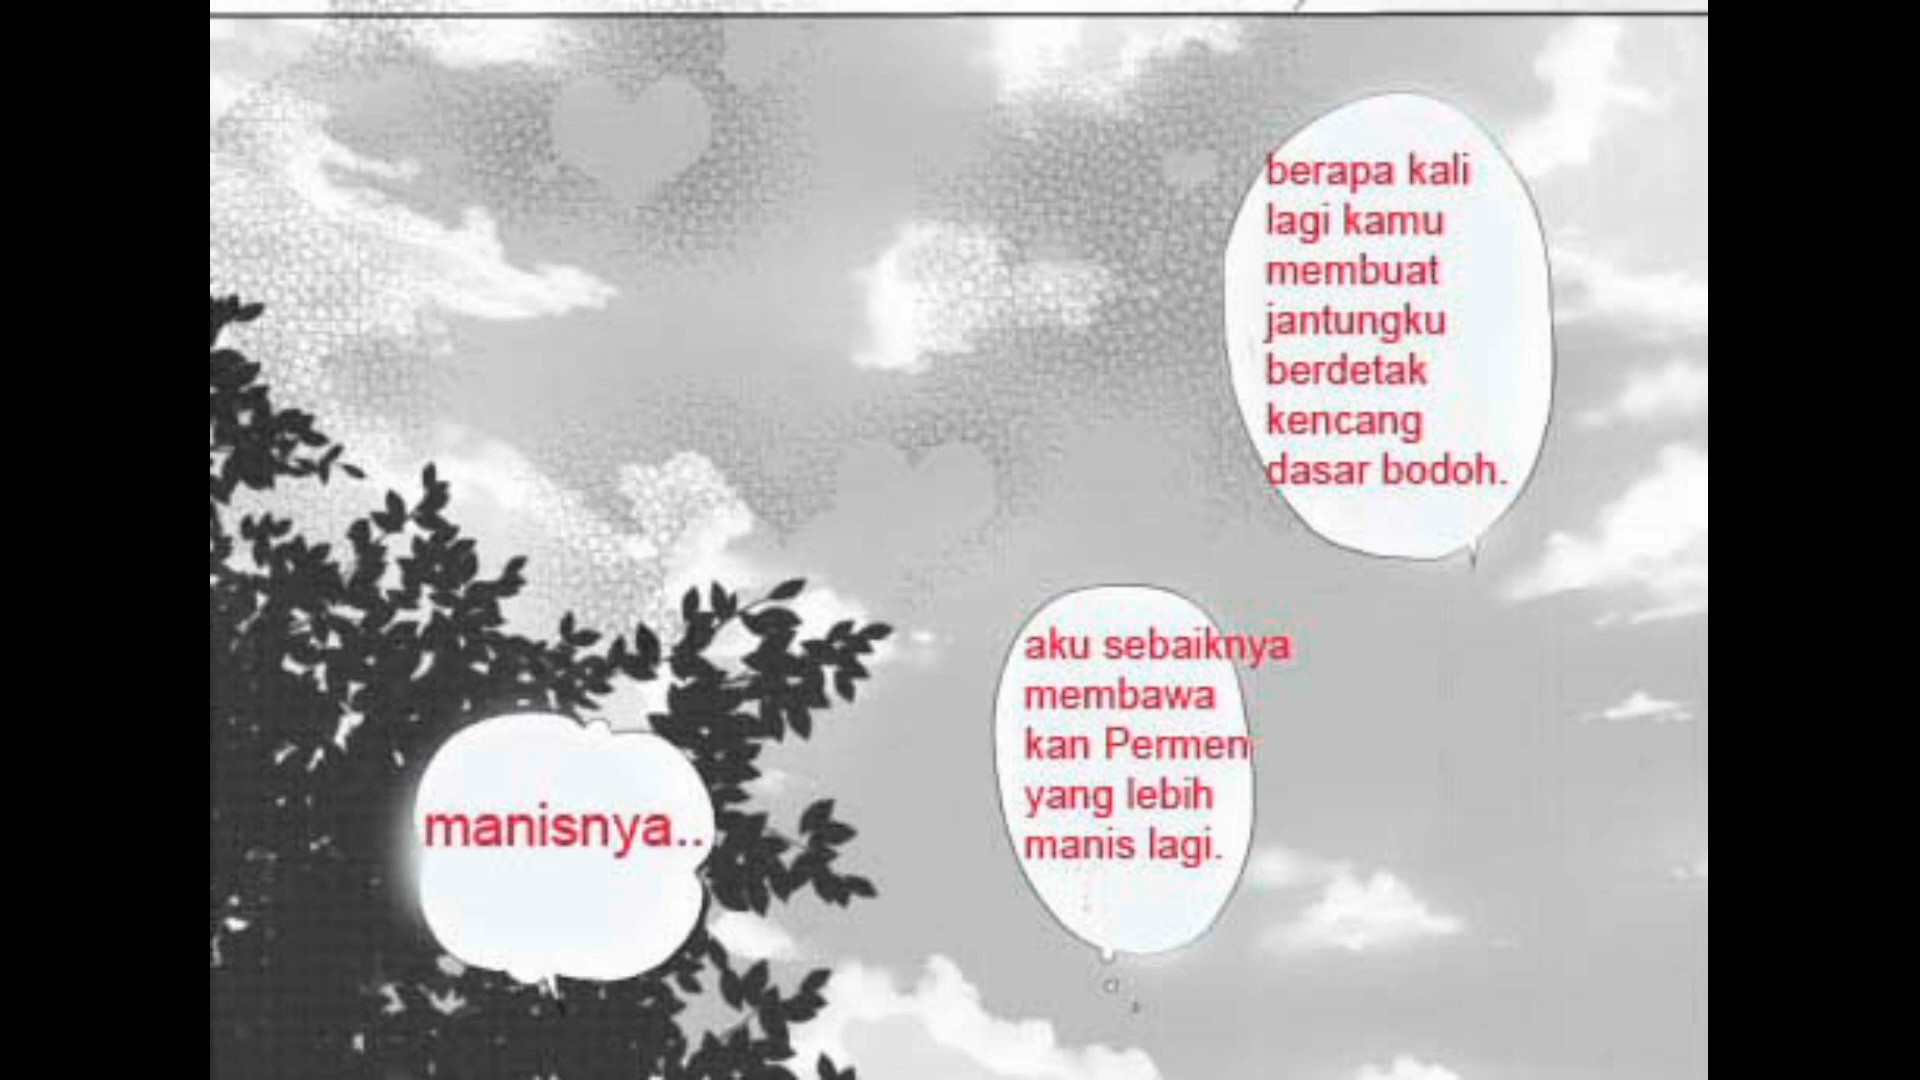 berapa kali
lagi kamu
membuat
jantungku
berdetak
kencang
dasar bodoh.
aku sebaiknya
membawa
kan Permen
yang lebih
manis lagi.
manisnya..